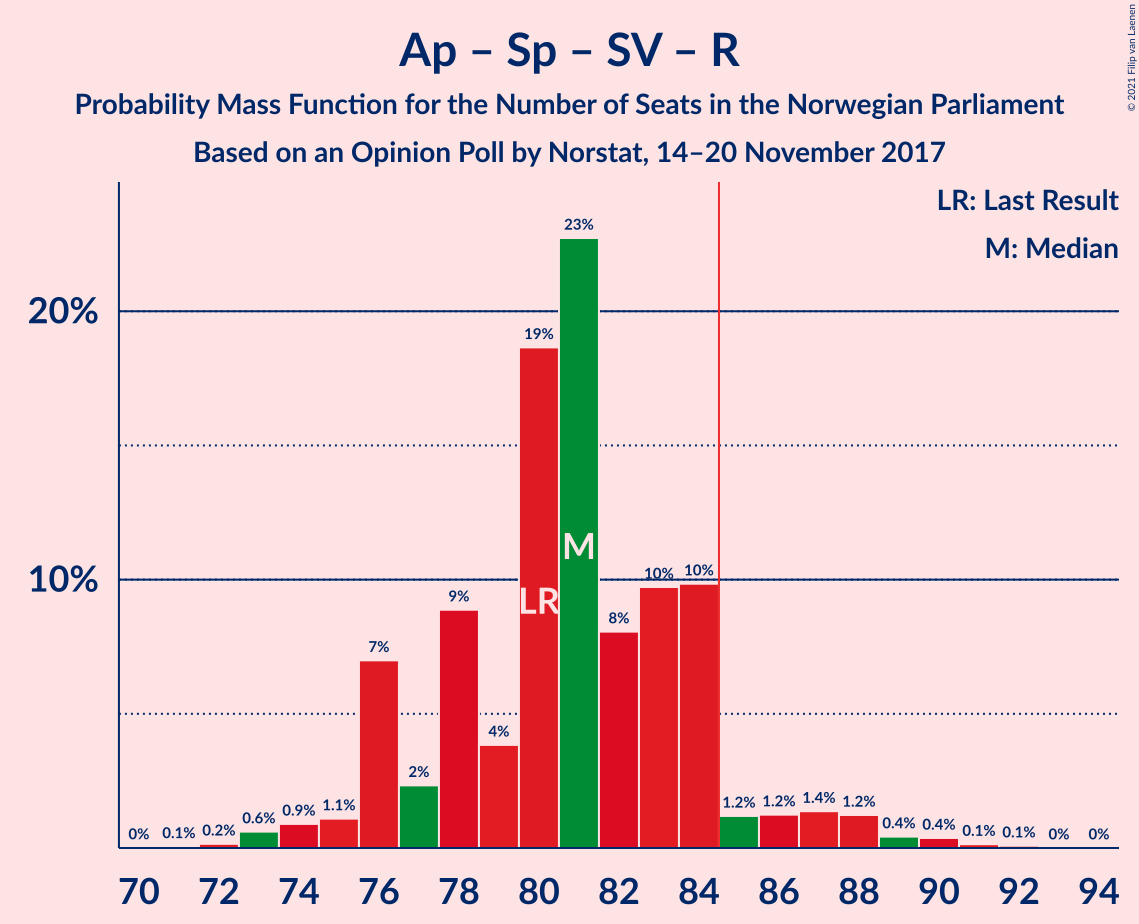 Ap – Sp – SV – R
Probability Mass Function for the Number of Seats in the Norwegian Parliament
Based on an Opinion Poll by Norstat, 14–20 November 2017
© 2021 Filip van Laenen
LR: Last Result
M: Median
20%
10%
0% 0.1% 0.2% 0.6% 0.9% 1.1% 7% 2% 9% 4% 19% 23% 8% 10% 10% 1.2% 1.2% 1.4% 1.2% 0.4% 0.4% 0.1% 0.1% 0% 0%
LR
M
70 72 74 76 78 80 82 84 86 88 90 92 94